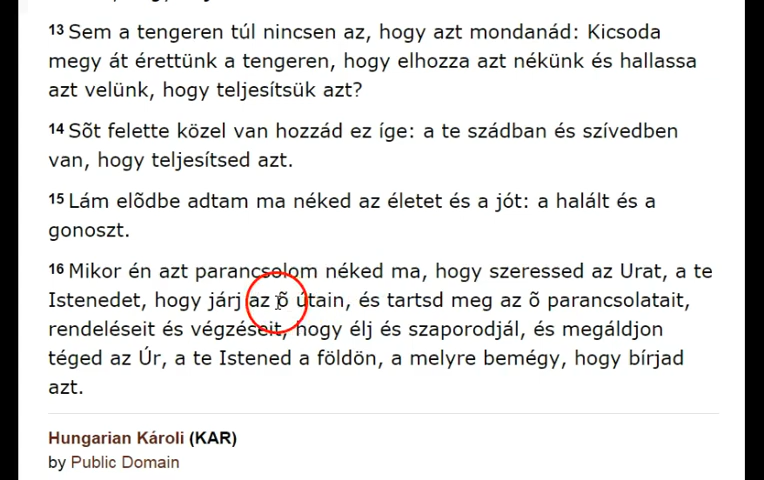 13 Sem a tengeren túl nincsen az, hogy azt mondanád: Kicsoda
megy át érettünk a tengeren, hogy elhozza azt nékünk és hallassa
azt velünk, hogy teljesítsük azt?
14 Sõt felette közel van hozzád ez íge: a te szádban és szívedben
van, hogy teljesítsed azt.
15 Lám elõdbe adtam ma néked az életet és a jót: a halált és a
gonoszt.
16 Mikor én azt parancsolom néked ma, hogy szeressed az Urat, a te
Istenedet, hogy járj az õ útain, és tartsd meg az õ parancsolatait,
rendeléseit és végzéseit, hogy élj és szaporodjál, és megáldjon
téged az Úr, a te Istened a földön, a melyre bemégy, hogy bírjad
azt.
Hungarian Károli (KAR)
by Public Domain